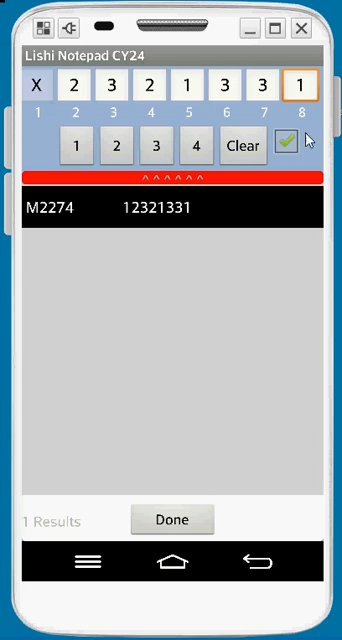 Lishi Notepad CY24
X 2 3 2 1 3 3 1
1 2 3 4 5 6 7 8
1 2 3 4 Clear
^ ^ ^ ^ ^ ^
M2274 12321331
1 Results Done